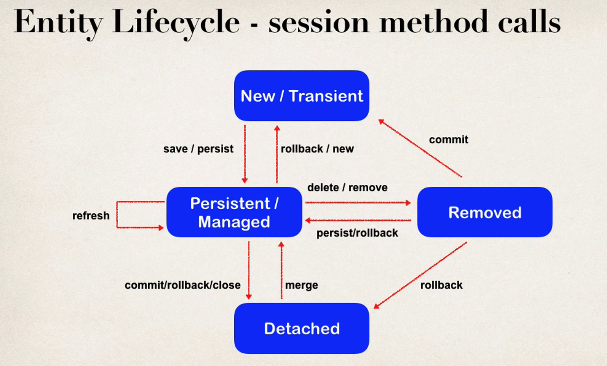 Entity Lifecycle - session method calls
New / Transient
commit
save / persist
rollback / new
delete / remove
Persistent /
Managed
Removed
refresh
persist/rollback
commit/rollback/close
merge
rollback
Detached